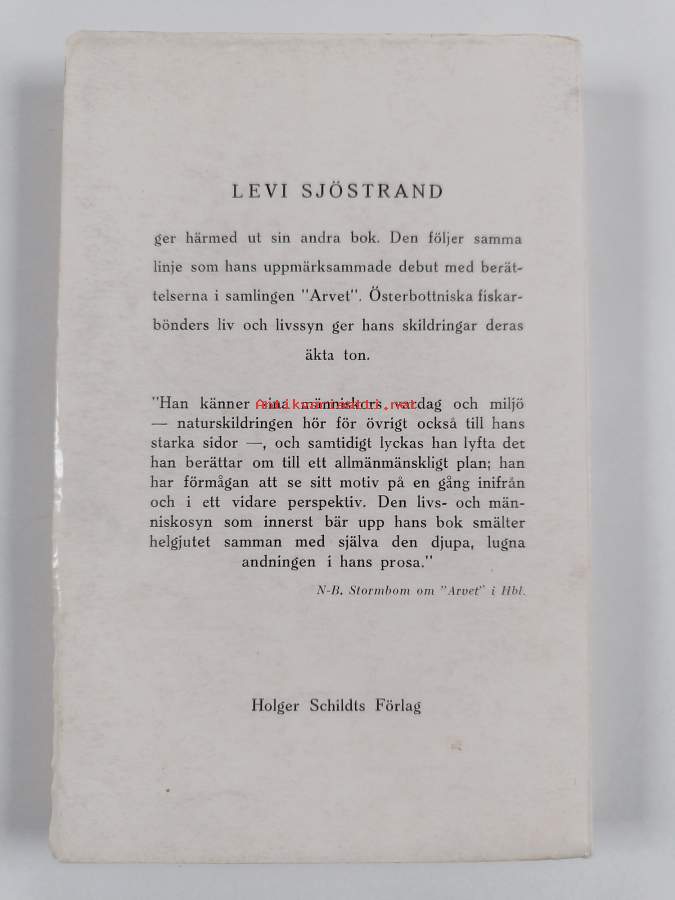 LEVI SJÖSTRAND
ger härmed ut sin andra bok. Den följer samma
linje som hans uppmärksammade debut med berät-
telserna i samlingen "Arvet". Österbottniska fiskar-
bönders liv och livssyn ger hans skildringar deras
äkta ton.
"Han känner sina människors vardag och miljö
— naturskildringen hör för övrigt också till hans
starka sidor —, och samtidigt lyckas han lyfta det
han berättar om till ett allmänmänskligt plan; han
har förmågan att se sitt motiv på en gång inifrån
och i ett vidare perspektiv. Den livs- och män-
niskosyn som innerst bär upp hans bok smälter
helgjutet samman med själva den djupa, lugna
andningen i hans prosa."
N-B. Stormbom om "Arvet" i Hbl.
Holger Schildts Förlag